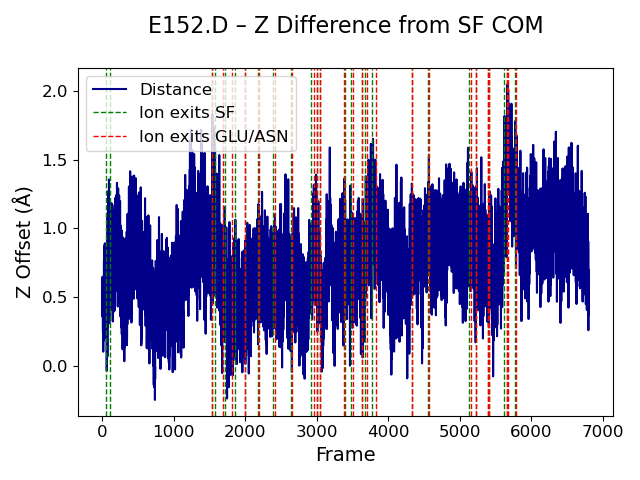 E152.D – Z Difference from SF COM
Distance
Ion exits SF
Ion exits GLU/ASN
Z Offset (Å)
2.0
1.5
1.0
0.5
0.0
0 1000 2000 3000 4000 5000 6000 7000
Frame